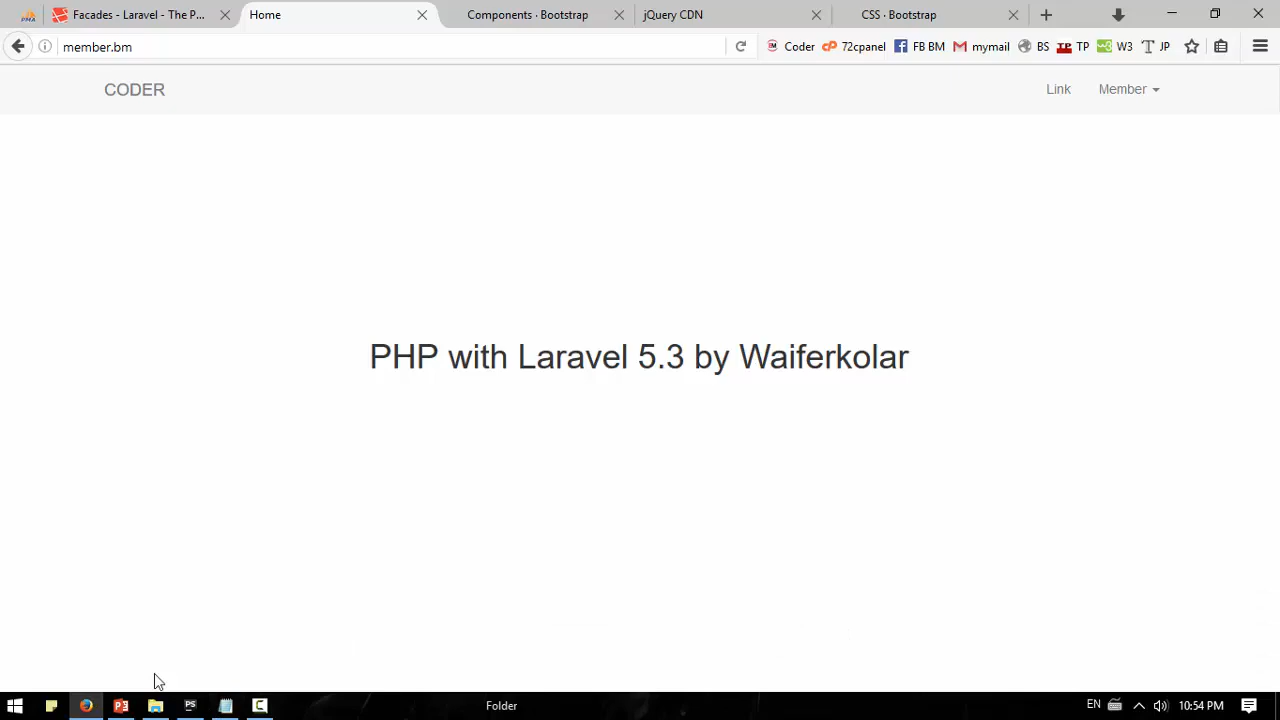 Facades - Laravel - The P...
Home
Components · Bootstrap
jQuery CDN
CSS · Bootstrap
member.bm
Coder
72cpanel
FB BM
mymail
BS
TP
W3
JP
CODER
Link
Member
PHP with Laravel 5.3 by Waiferkolar
Folder
EN
10:54 PM